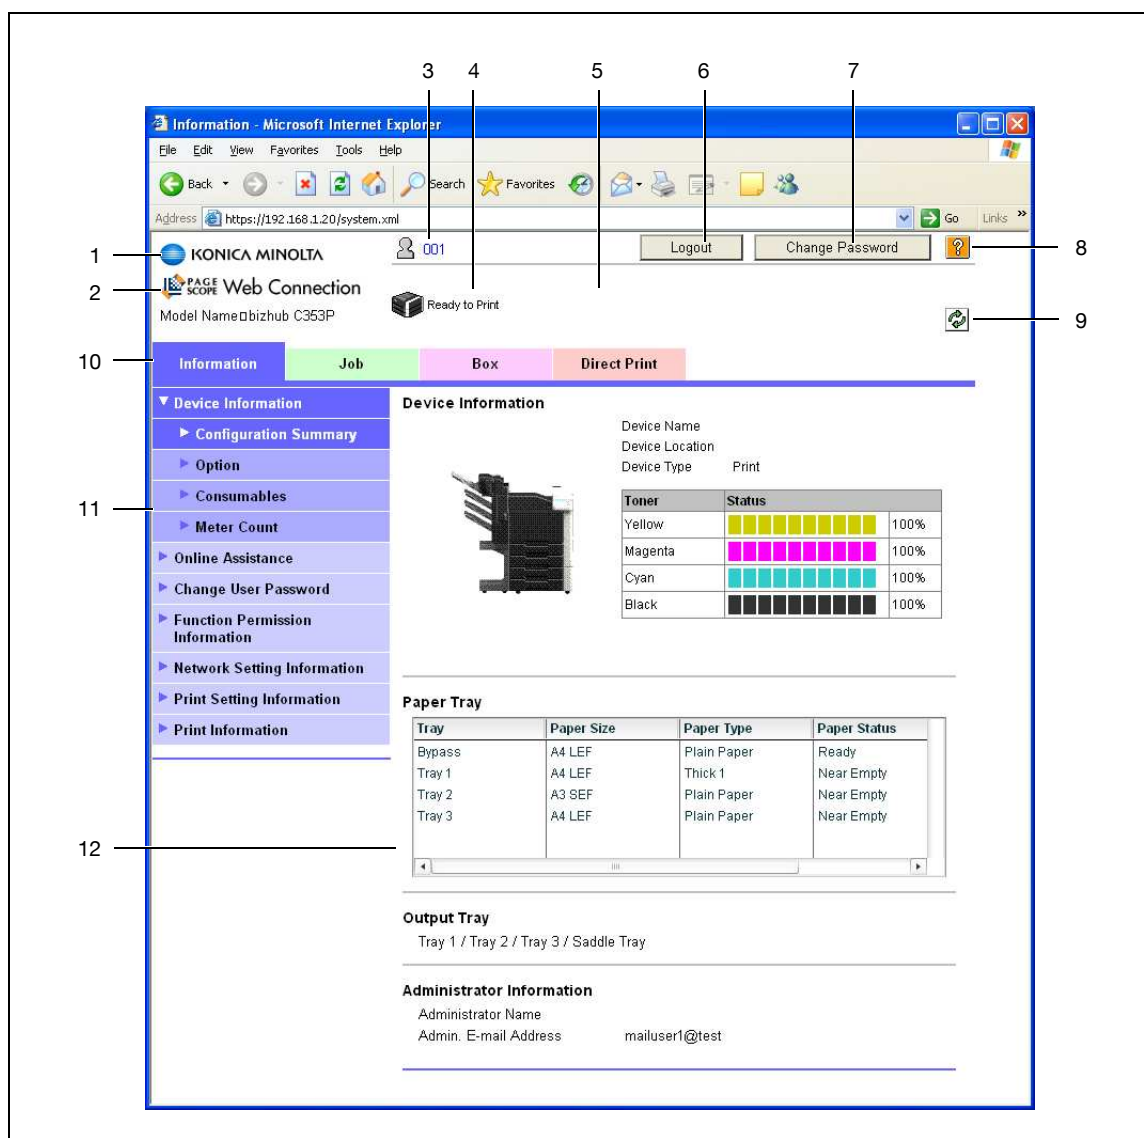 3 4 5 6 7
Information - Microsoft Internet Explorer
File Edit View Favorites Tools Help
Back Search Favorites
Address https://192.168.1.20/system.xml Go Links »
1 KONICA MINOLTA 001 Logout Change Password ? 8
2 PAGE SCOPE Web Connection Ready to Print
Model Name□bizhub C353P 9
10 Information Job Box Direct Print
Device Information
Configuration Summary
Option
Consumables
11
Meter Count
Online Assistance
Change User Password
Function Permission
Information
Network Setting Information
Print Setting Information
Print Information
Device Information
Device Name
Device Location
Device Type Print
Toner Status
Yellow 100%
Magenta 100%
Cyan 100%
Black 100%
Paper Tray
Tray Paper Size Paper Type Paper Status
Bypass A4 LEF Plain Paper Ready
Tray 1 A4 LEF Thick 1 Near Empty
Tray 2 A3 SEF Plain Paper Near Empty
Tray 3 A4 LEF Plain Paper Near Empty
12
Output Tray
Tray 1 / Tray 2 / Tray 3 / Saddle Tray
Administrator Information
Administrator Name
Admin. E-mail Address mailuser1@test